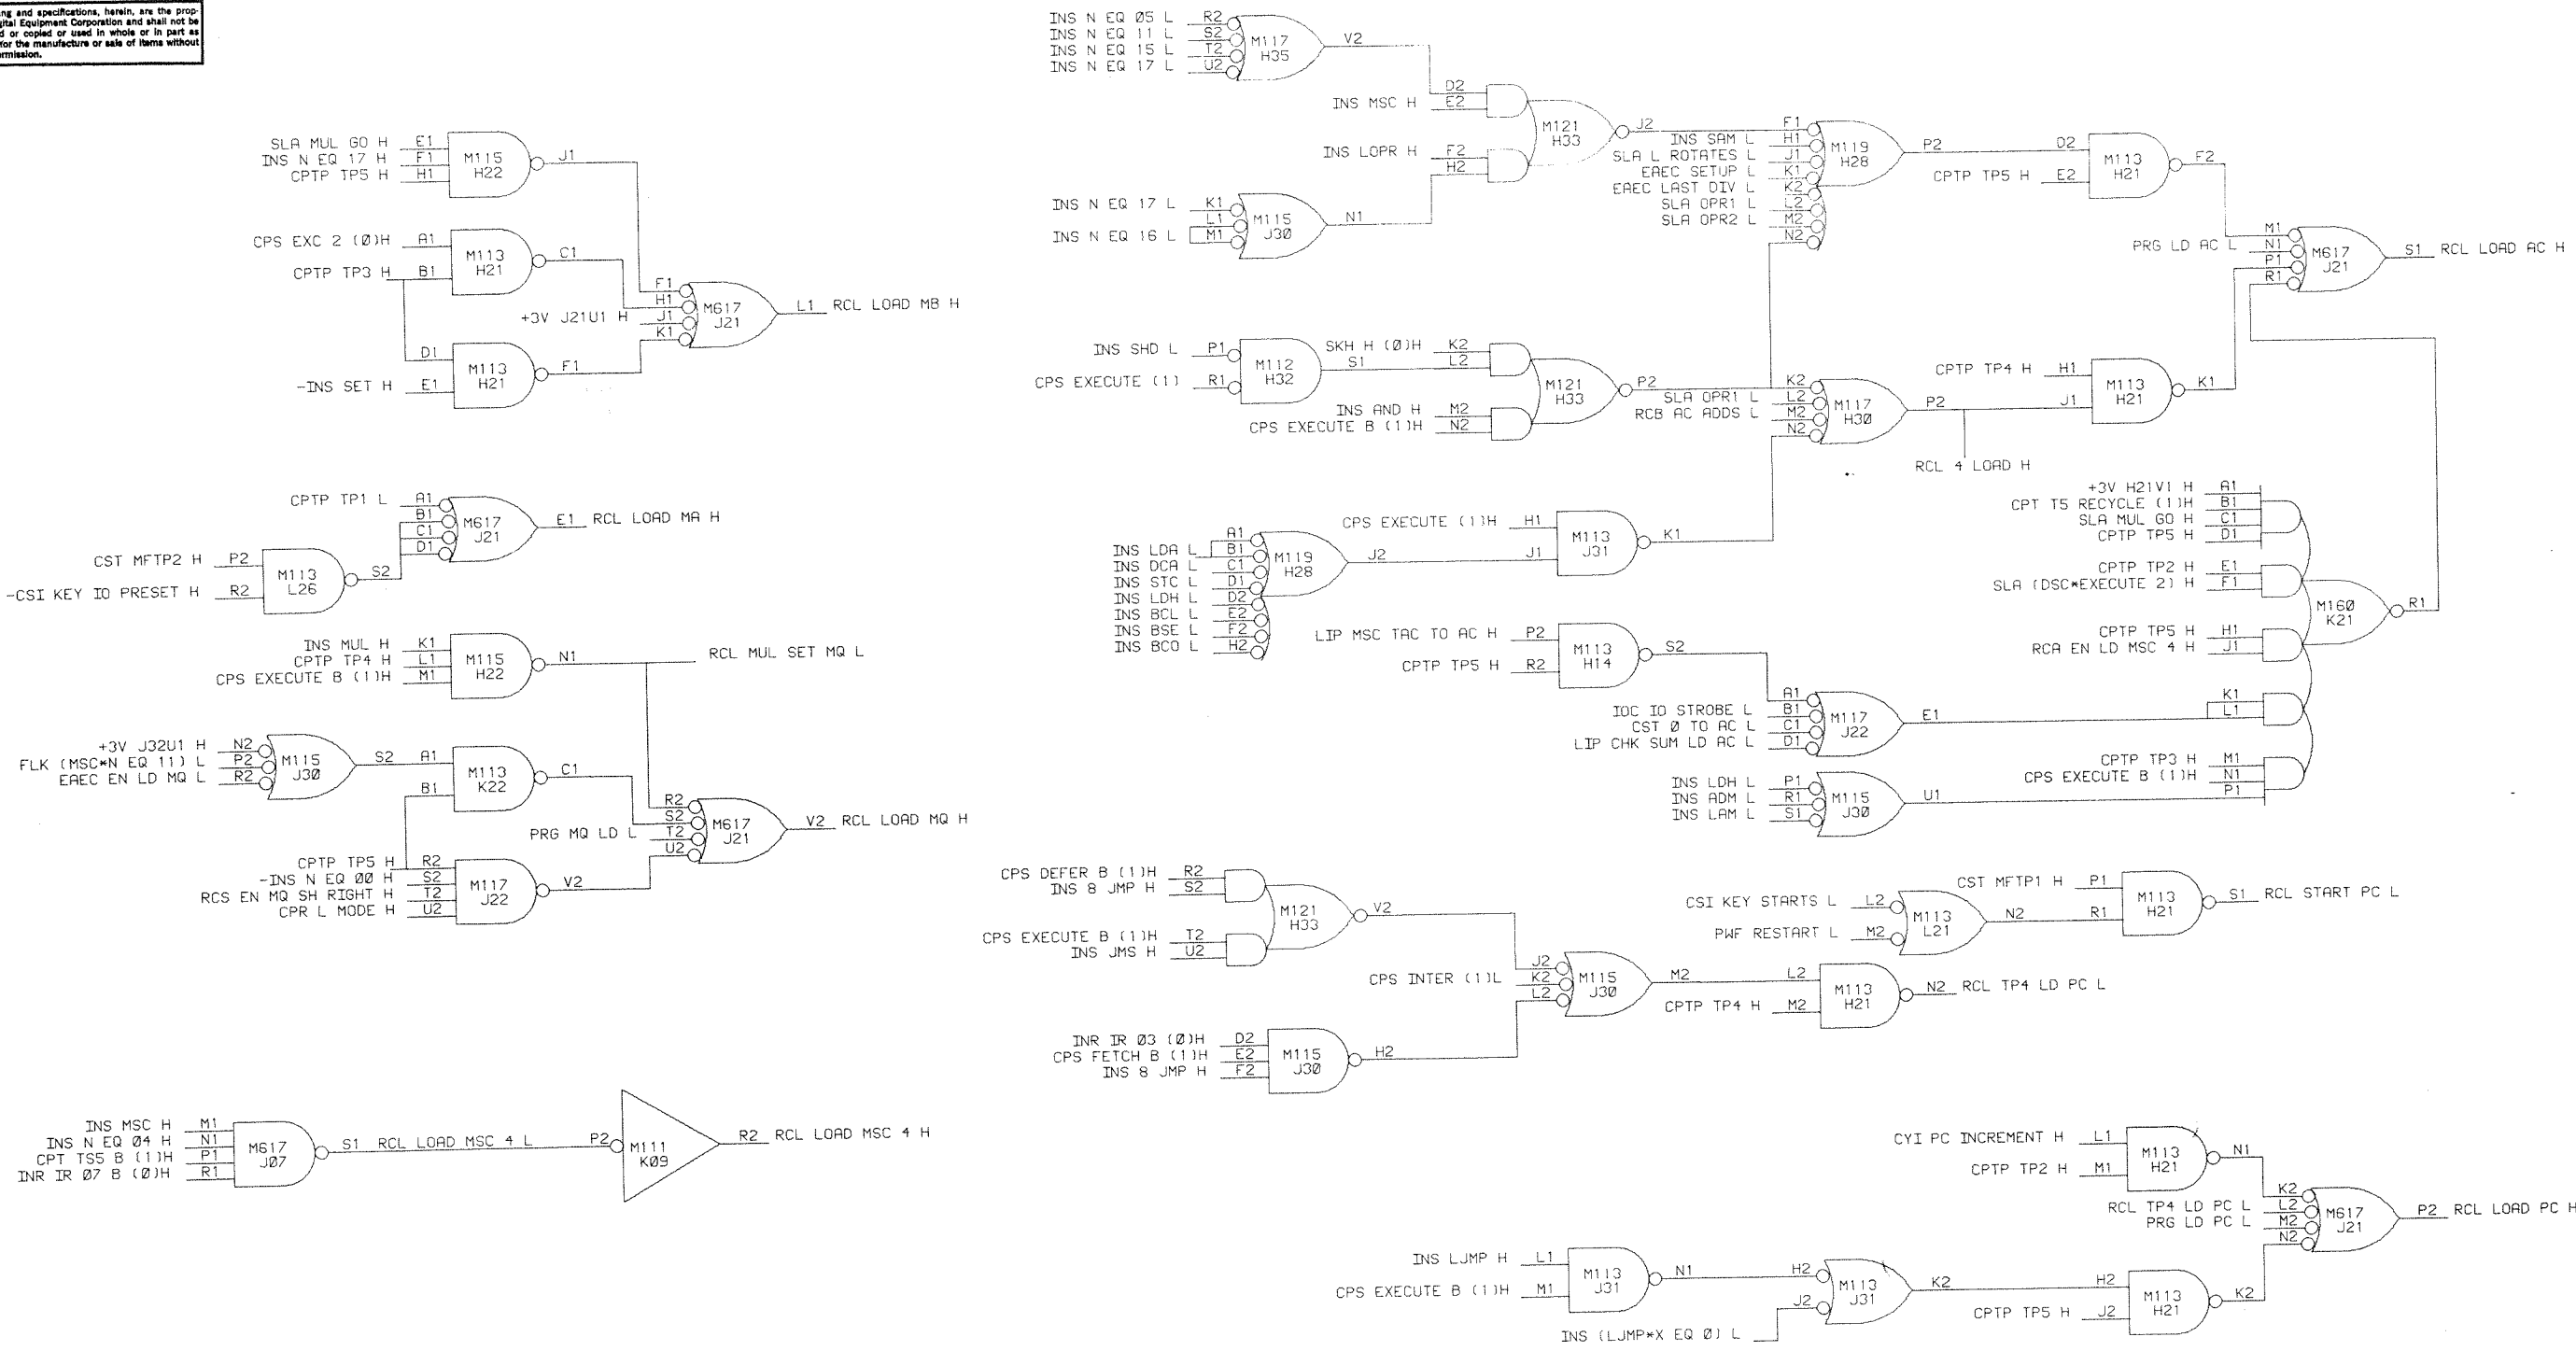 ng and specifications, herein, are the prop-
gital Equipment Corporation and shall not be
d or copied or used in whole or in part as
for the manufacture or sale of items without
ermission.
SLA MUL GO H E1
INS N EQ 17 H F1
CPTP TP5 H H1
M115
H22
J1
CPS EXC 2 (0)H A1
CPTP TP3 H B1
M113
H21
C1
D1
-INS SET H E1
M113
H21
F1
F1
H1
+3V J21U1 H J1
K1
M617
J21
L1 RCL LOAD MB H
CPTP TP1 L A1
B1
C1
D1
M617
J21
E1 RCL LOAD MA H
CST MFTP2 H P2
-CSI KEY IO PRESET H R2
M113
L26
S2
INS MUL H K1
CPTP TP4 H L1
CPS EXECUTE B (1)H M1
M115
H22
N1
RCL MUL SET MQ L
+3V J32U1 H N2
FLK (MSC*N EQ 11) L P2
EAEC EN LD MQ L R2
M115
J30
S2 A1
B1
M113
K22
C1
CPTP TP5 H R2
-INS N EQ 00 H S2
RCS EN MQ SH RIGHT H T2
CPR L MODE H U2
M117
J22
V2
R2
S2
PRG MQ LD L T2
U2
M617
J21
V2 RCL LOAD MQ H
INS MSC H M1
INS N EQ 04 H N1
CPT TS5 B (1)H P1
INR IR 07 B (0)H R1
M617
J07
S1 RCL LOAD MSC 4 L P2
M111
K09
R2 RCL LOAD MSC 4 H
INS N EQ 05 L R2
INS N EQ 11 L S2
INS N EQ 15 L T2
INS N EQ 17 L U2
M117
H35
V2
D2
INS MSC H E2
INS LOPR H F2
H2
M121
H33
J2
INS N EQ 17 L K1
L1
INS N EQ 16 L M1
M115
J30
N1
F1
INS SAM L H1
SLA L ROTATES L J1
EAEC SETUP L K1
EAEC LAST DIV L K2
SLA OPR1 L L2
SLA OPR2 L M2
N2
M119
H28
P2 D2
CPTP TP5 H E2
M113
H21
F2
M1
PRG LD AC L N1
P1
R1
M617
J21
S1 RCL LOAD AC H
INS SHD L P1
CPS EXECUTE (1) R1
M112
H32
SKH H (0)H K2
S1 L2
INS AND H M2
CPS EXECUTE B (1)H N2
M121
H33
P2 K2
SLA OPR1 L L2
RCB AC ADDS L M2
N2
M117
H30
P2 J1
RCL 4 LOAD H
CPTP TP4 H H1
M113
H21
K1
A1
INS LDA L B1
INS DCA L C1
INS STC L D1
INS LDH L D2
INS BCL L E2
INS BSE L F2
INS BCO L H2
M119
H28
J2 J1
CPS EXECUTE (1)H H1
M113
J31
K1
LIP MSC TAC TO AC H P2
CPTP TP5 H R2
M113
H14
S2
A1
IOC IO STROBE L B1
CST 0 TO AC L C1
LIP CHK SUM LD AC L D1
M117
J22
E1
INS LDH L P1
INS ADM L R1
INS LAM L S1
M115
J30
U1
+3V H21V1 H A1
CPT T5 RECYCLE (1)H B1
SLA MUL GO H C1
CPTP TP5 H D1
CPTP TP2 H E1
SLA (DSC*EXECUTE 2) H F1
CPTP TP5 H H1
RCA EN LD MSC 4 H J1
K1
L1
CPTP TP3 H M1
CPS EXECUTE B (1)H N1
P1
M160
K21
R1
CPS DEFER B (1)H R2
INS 8 JMP H S2
CPS EXECUTE B (1)H T2
INS JMS H U2
M121
H33
V2
INR IR 03 (0)H D2
CPS FETCH B (1)H E2
INS 8 JMP H F2
M115
J30
H2
J2
CPS INTER (1)L K2
L2
M115
J30
M2 L2
CPTP TP4 H M2
M113
H21
N2 RCL TP4 LD PC L
CSI KEY STARTS L L2
PWF RESTART L M2
M113
L21
N2 R1
CST MFTP1 H P1
M113
H21
S1 RCL START PC L
CYI PC INCREMENT H L1
CPTP TP2 H M1
M113
H21
N1
K2
RCL TP4 LD PC L L2
PRG LD PC L M2
N2
M617
J21
P2 RCL LOAD PC H
INS LJMP H L1
CPS EXECUTE B (1)H M1
M113
J31
N1 H2
J2
INS (LJMP*X EQ 0) L
M113
J31
K2 H2
CPTP TP5 H J2
M113
H21
K2